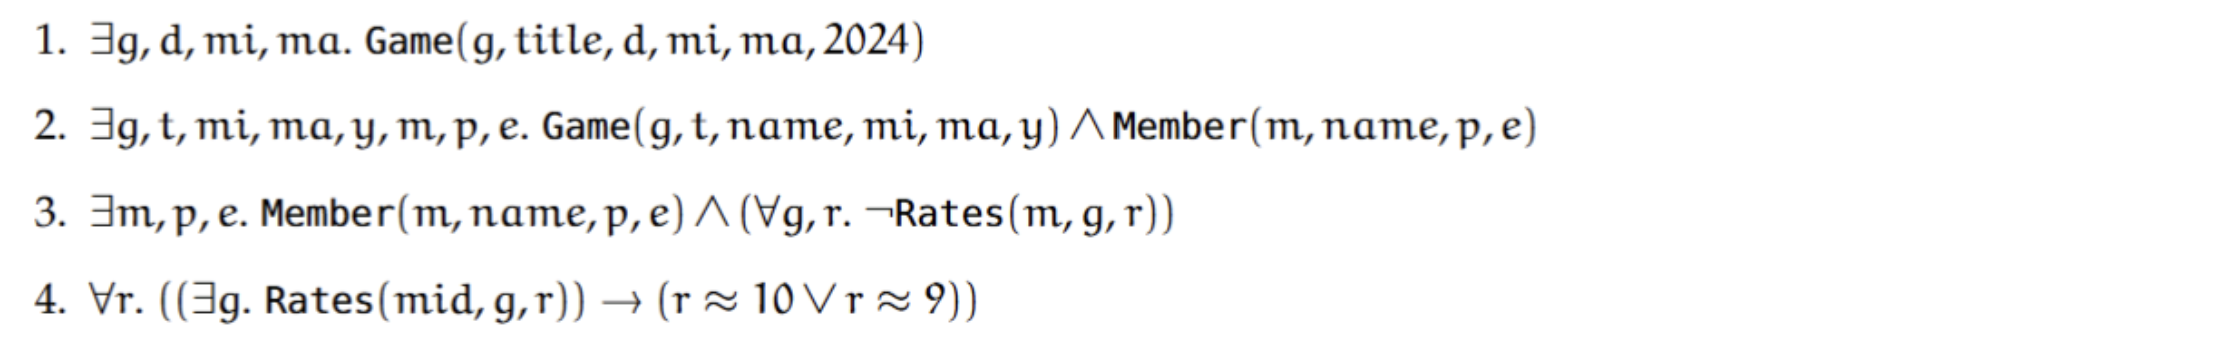 1. ∃g, d, mi, ma. Game(g, title, d, mi, ma, 2024)
2. ∃g, t, mi, ma, y, m, p, e. Game(g, t, name, mi, ma, y) ∧ Member(m, name, p, e)
3. ∃m, p, e. Member(m, name, p, e) ∧ (∀g, r. ¬Rates(m, g, r))
4. ∀r. ((∃g. Rates(mid, g, r)) → (r ≈ 10 ∨ r ≈ 9))